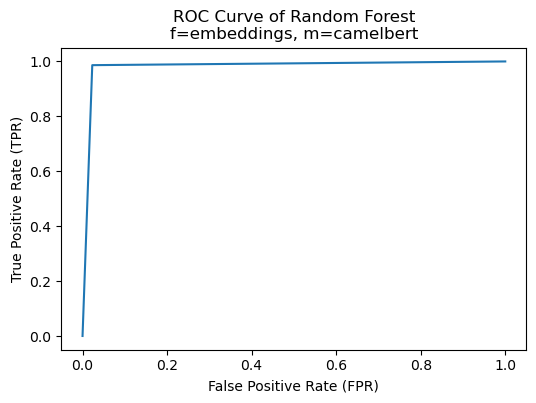 ROC Curve of Random Forest
f=embeddings, m=camelbert
1.0
0.8
0.6
0.4
0.2
0.0
True Positive Rate (TPR)
0.0 0.2 0.4 0.6 0.8 1.0
False Positive Rate (FPR)